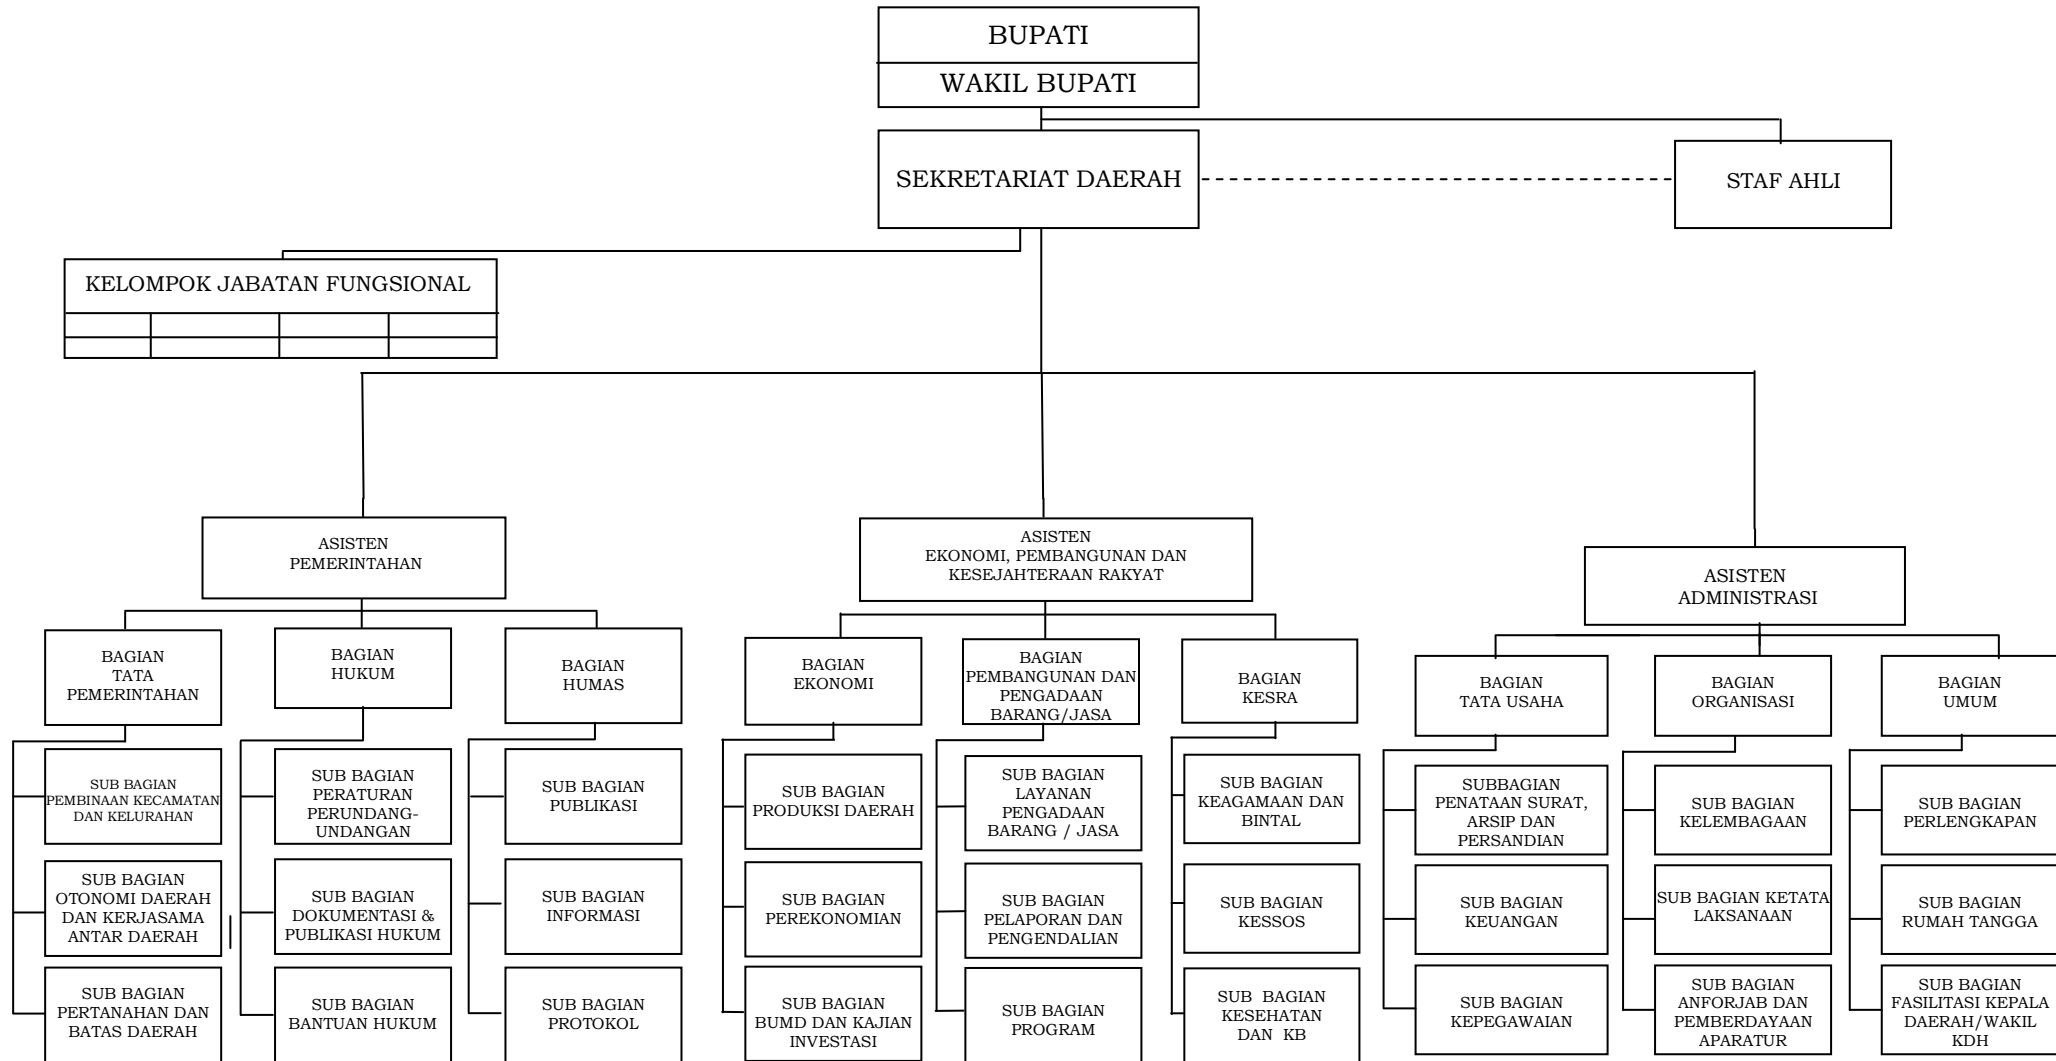 BUPATI
WAKIL BUPATI
SEKRETARIAT DAERAH
STAF AHLI
KELOMPOK JABATAN FUNGSIONAL
ASISTEN
PEMERINTAHAN
ASISTEN
EKONOMI, PEMBANGUNAN DAN
KESEJAHTERAAN RAKYAT
ASISTEN
ADMINISTRASI
BAGIAN
TATA
PEMERINTAHAN
BAGIAN
HUKUM
BAGIAN
HUMAS
BAGIAN
EKONOMI
BAGIAN
PEMBANGUNAN DAN
PENGADAAN
BARANG/JASA
BAGIAN
KESRA
BAGIAN
TATA USAHA
BAGIAN
ORGANISASI
BAGIAN
UMUM
SUB BAGIAN
PEMBINAAN KECAMATAN
DAN KELURAHAN
SUB BAGIAN
PERATURAN
PERUNDANG-
UNDANGAN
SUB BAGIAN
PUBLIKASI
SUB BAGIAN
PRODUKSI DAERAH
SUB BAGIAN
LAYANAN
PENGADAAN
BARANG / JASA
SUB BAGIAN
KEAGAMAAN DAN
BINTAL
SUBBAGIAN
PENATAAN SURAT,
ARSIP DAN
PERSANDIAN
SUB BAGIAN
KELEMBAGAAN
SUB BAGIAN
PERLENGKAPAN
SUB BAGIAN
OTONOMI DAERAH
DAN KERJASAMA
ANTAR DAERAH
SUB BAGIAN
DOKUMENTASI &
PUBLIKASI HUKUM
SUB BAGIAN
INFORMASI
SUB BAGIAN
PEREKONOMIAN
SUB BAGIAN
PELAPORAN DAN
PENGENDALIAN
SUB BAGIAN
KESSOS
SUB BAGIAN
KEUANGAN
SUB BAGIAN KETATA
LAKSANAAN
SUB BAGIAN
RUMAH TANGGA
SUB BAGIAN
PERTANAHAN DAN
BATAS DAERAH
SUB BAGIAN
BANTUAN HUKUM
SUB BAGIAN
PROTOKOL
SUB BAGIAN
BUMD DAN KAJIAN
INVESTASI
SUB BAGIAN
PROGRAM
SUB BAGIAN
KESEHATAN
DAN KB
SUB BAGIAN
KEPEGAWAIAN
SUB BAGIAN
ANFORJAB DAN
PEMBERDAYAAN
APARATUR
SUB BAGIAN
FASILITASI KEPALA
DAERAH/WAKIL
KDH